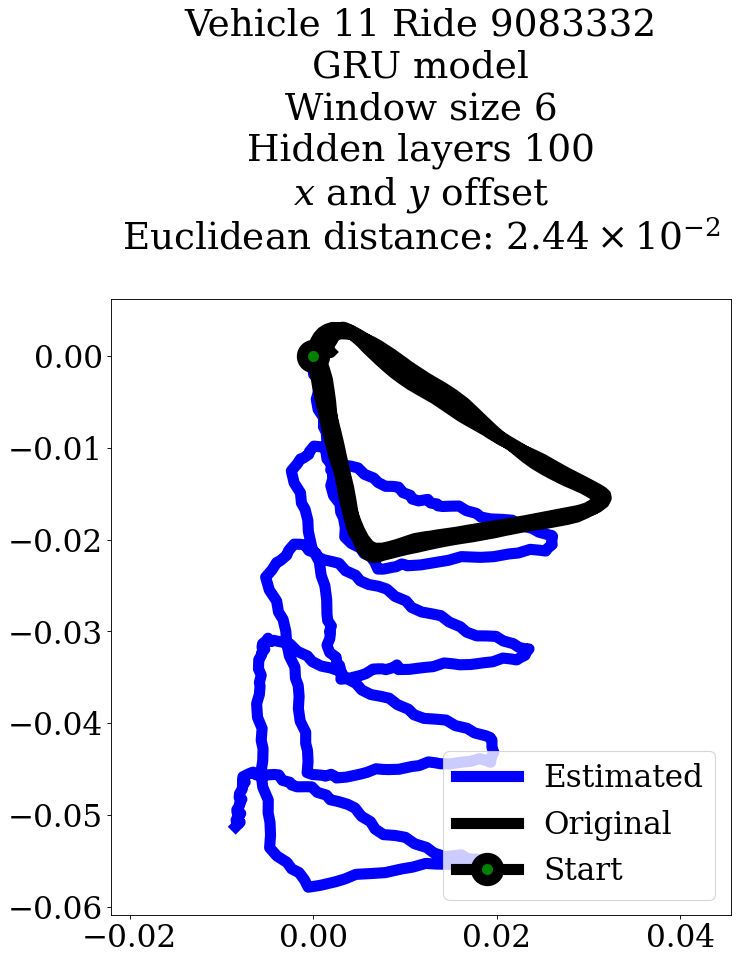 Vehicle 11 Ride 9083332
GRU model
Window size 6
Hidden layers 100
x and y offset
Euclidean distance: 2.44 × 10⁻²
0.00
−0.01
−0.02
−0.03
−0.04
−0.05
−0.06
−0.02 0.00 0.02 0.04
Estimated
Original
Start